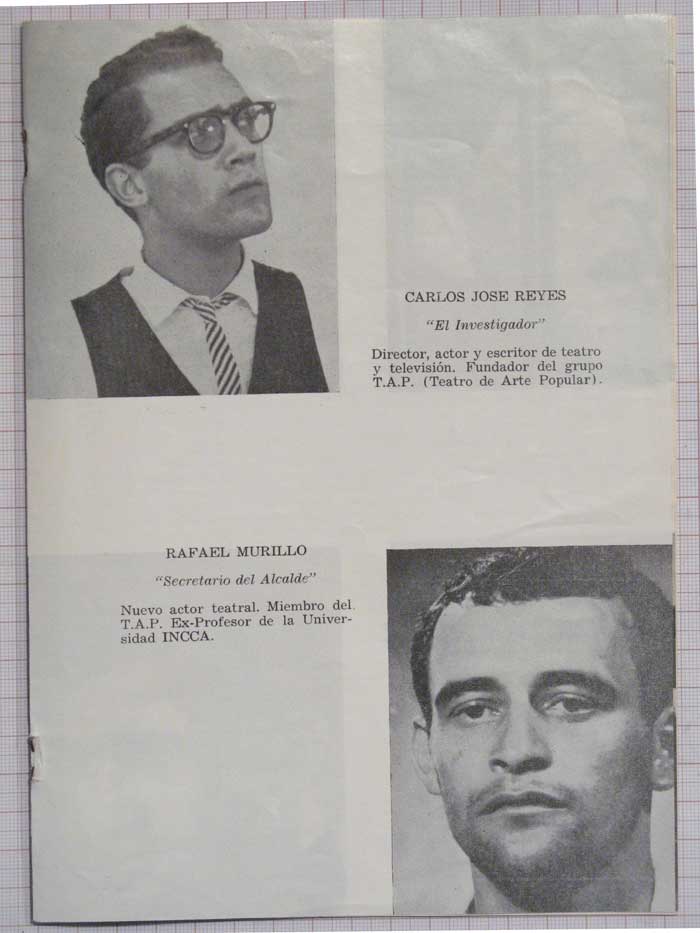 CARLOS JOSE REYES
“El Investigador”
Director, actor y escritor de teatro
y televisión. Fundador del grupo
T.A.P. (Teatro de Arte Popular).
RAFAEL MURILLO
“Secretario del Alcalde”
Nuevo actor teatral. Miembro del
T.A.P. Ex-Profesor de la Univer-
sidad INCCA.